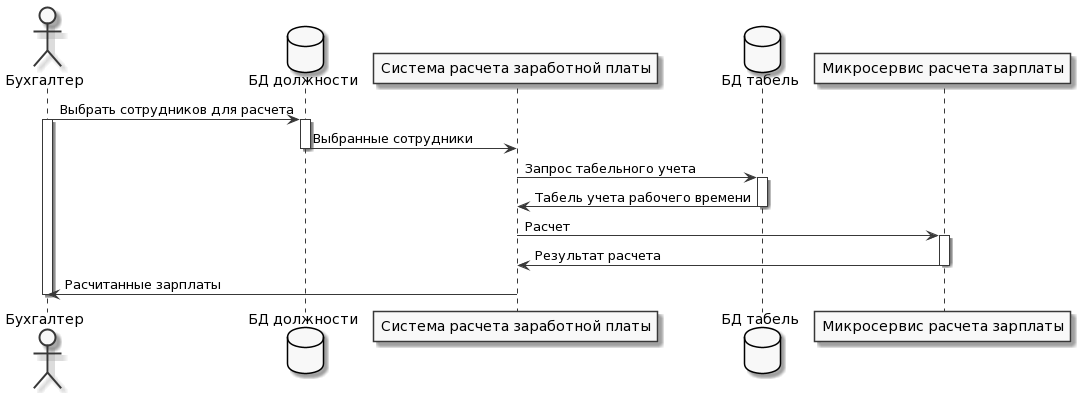 Бухгалтер
БД должности
Система расчета заработной платы
БД табель
Микросервис расчета зарплаты
Выбрать сотрудников для расчета
Выбранные сотрудники
Запрос табельного учета
Табель учета рабочего времени
Расчет
Результат расчета
Расчитанные зарплаты
Бухгалтер
БД должности
Система расчета заработной платы
БД табель
Микросервис расчета зарплаты